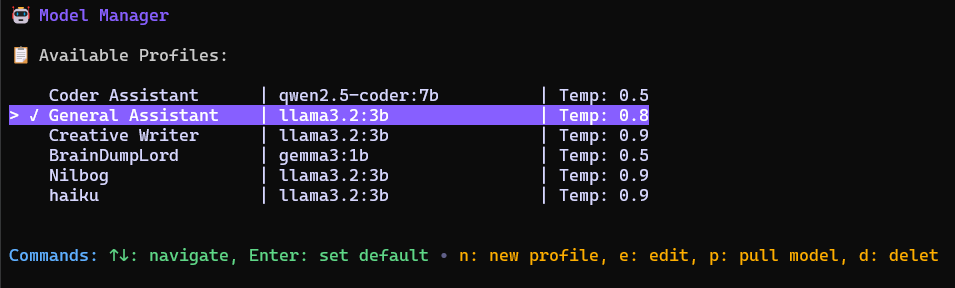 🤖 Model Manager
📋 Available Profiles:
Coder Assistant | qwen2.5-coder:7b | Temp: 0.5
> √ General Assistant | llama3.2:3b | Temp: 0.8
Creative Writer | llama3.2:3b | Temp: 0.9
BrainDumpLord | gemma3:1b | Temp: 0.5
Nilbog | llama3.2:3b | Temp: 0.9
haiku | llama3.2:3b | Temp: 0.9
Commands: ↑↓: navigate, Enter: set default • n: new profile, e: edit, p: pull model, d: delet